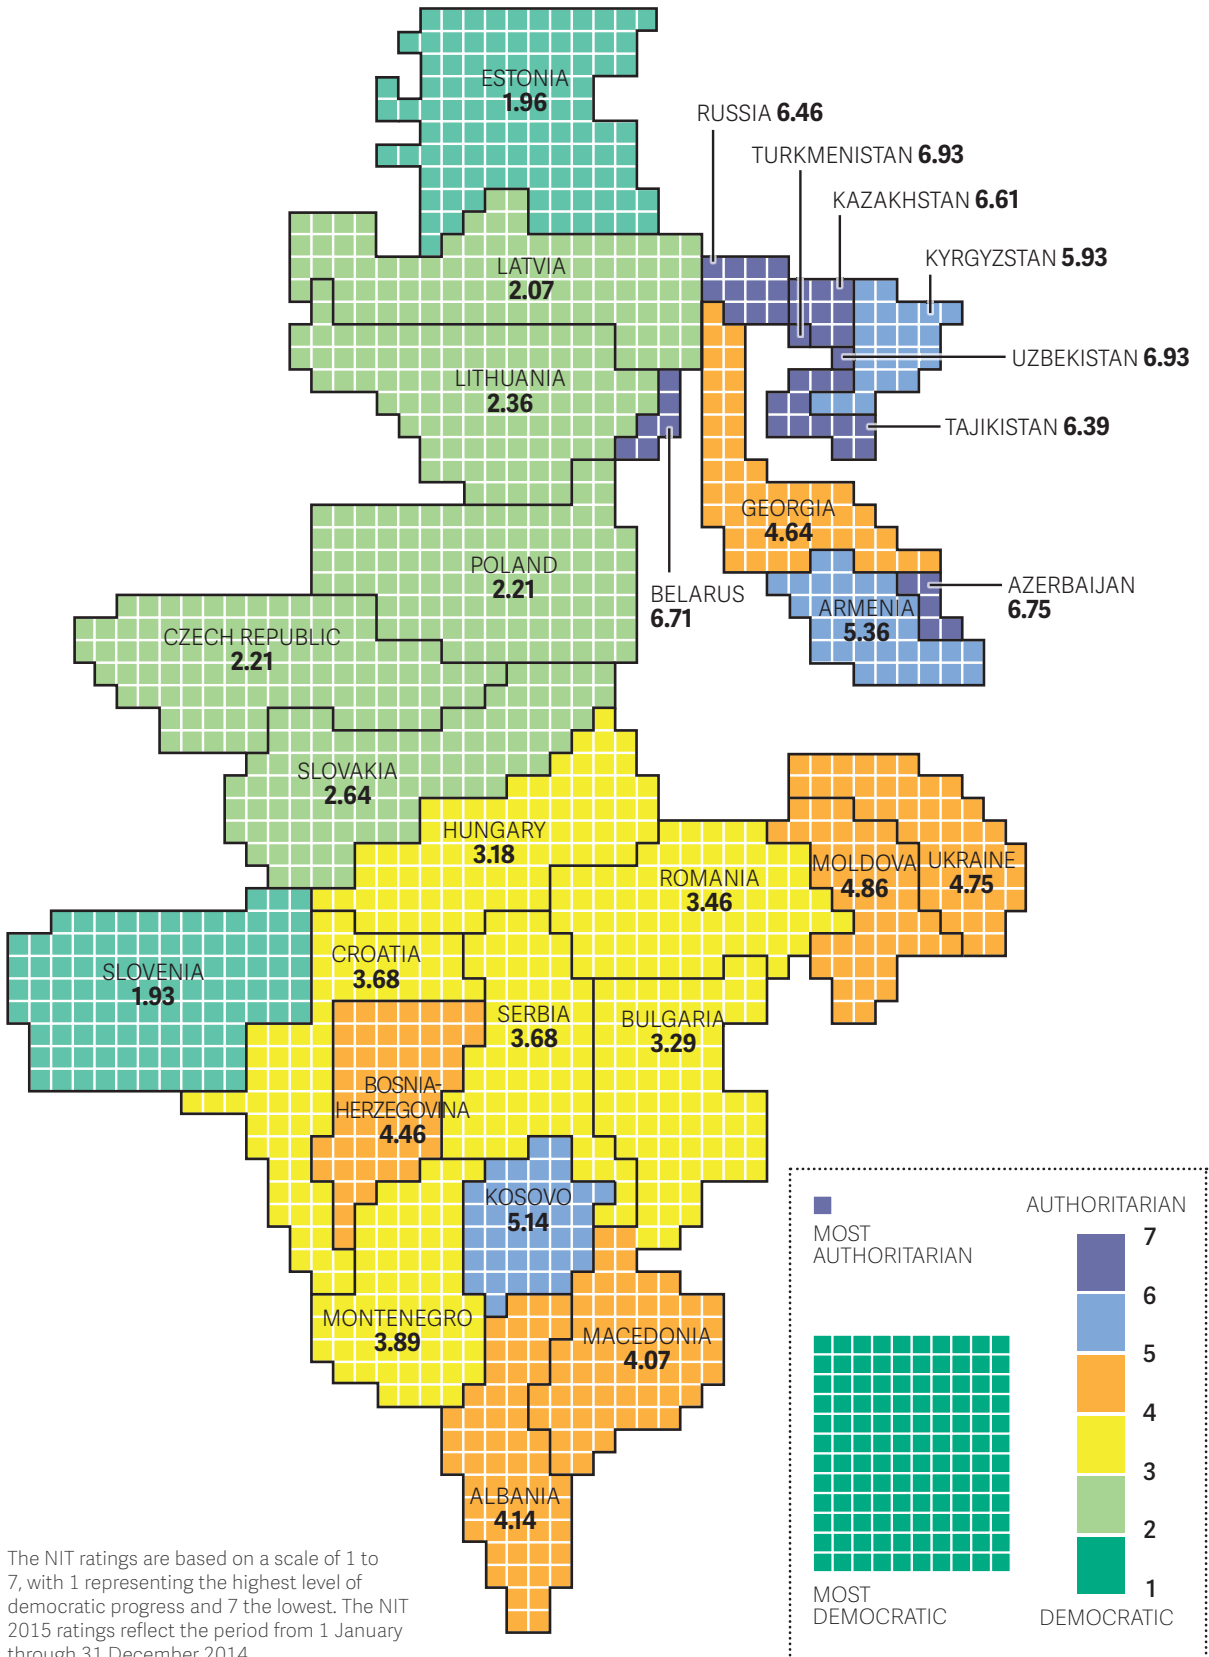 ESTONIA
1.96
RUSSIA 6.46
TURKMENISTAN 6.93
KAZAKHSTAN 6.61
KYRGYZSTAN 5.93
LATVIA
2.07
UZBEKISTAN 6.93
LITHUANIA
2.36
TAJIKISTAN 6.39
GEORGIA
4.64
POLAND
2.21
BELARUS
6.71
AZERBAIJAN
6.75
ARMENIA
5.36
CZECH REPUBLIC
2.21
SLOVAKIA
2.64
HUNGARY
3.18
ROMANIA
3.46
MOLDOVA
4.86
UKRAINE
4.75
SLOVENIA
1.93
CROATIA
3.68
SERBIA
3.68
BULGARIA
3.29
BOSNIA-
HERZEGOVINA
4.46
KOSOVO
5.14
MONTENEGRO
3.89
MACEDONIA
4.07
ALBANIA
4.14
MOST
AUTHORITARIAN
MOST
DEMOCRATIC
AUTHORITARIAN
7
6
5
4
3
2
1
DEMOCRATIC
The NIT ratings are based on a scale of 1 to
7, with 1 representing the highest level of
democratic progress and 7 the lowest. The NIT
2015 ratings reflect the period from 1 January
through 31 December 2014